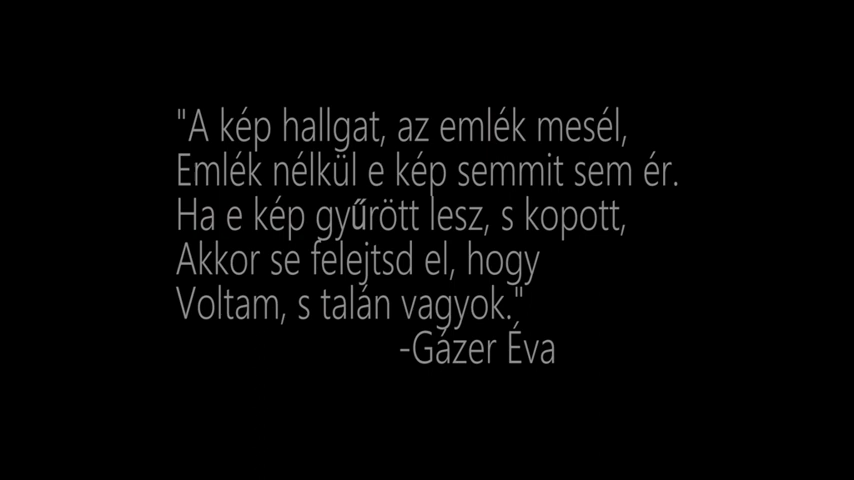 "A kép hallgat, az emlék mesél,
Emlék nélkül e kép semmit sem ér.
Ha e kép gyűrött lesz, s kopott,
Akkor se felejtsd el, hogy
Voltam, s talán vagyok."
-Gázer Éva